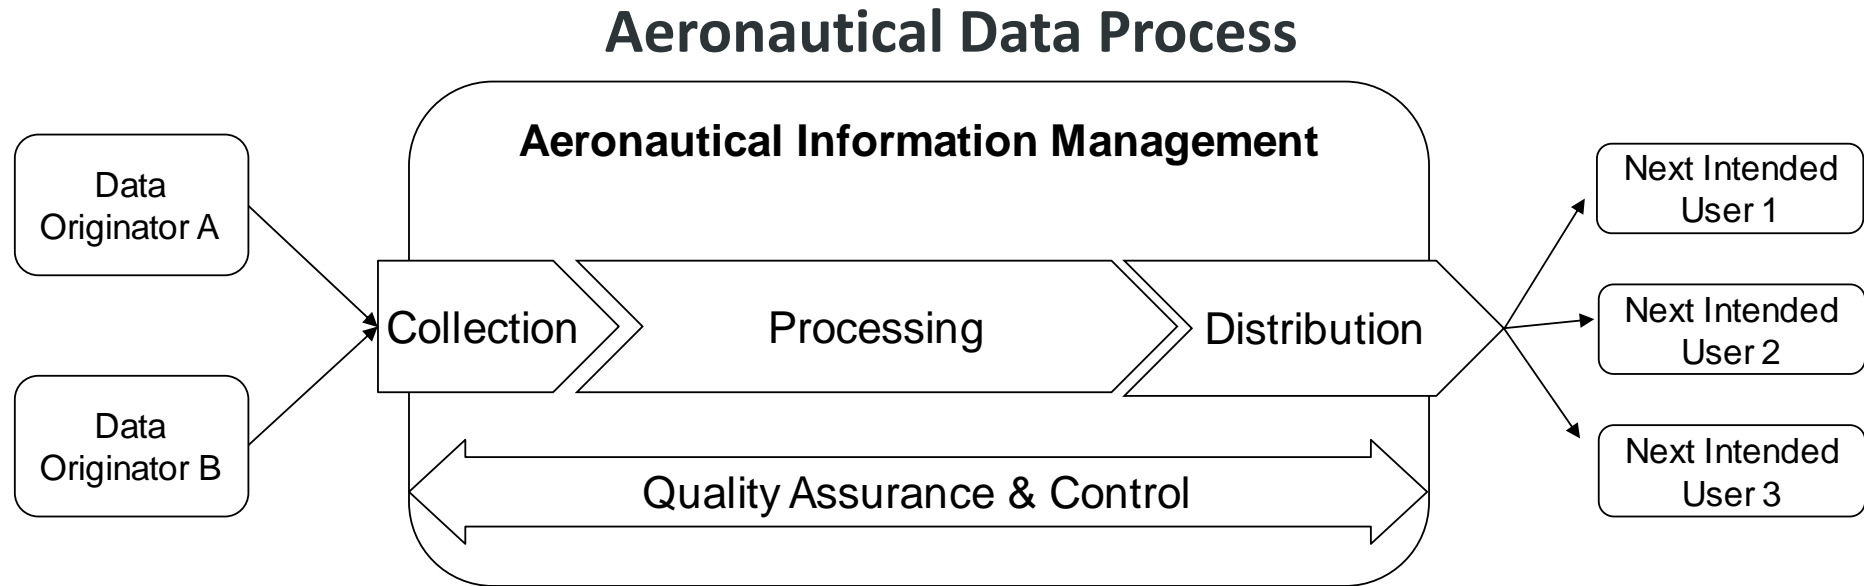 Aeronautical Data Process
Aeronautical Information Management
Data
Originator A
Data
Originator B
Collection
Processing
Distribution
Quality Assurance & Control
Next Intended
User 1
Next Intended
User 2
Next Intended
User 3